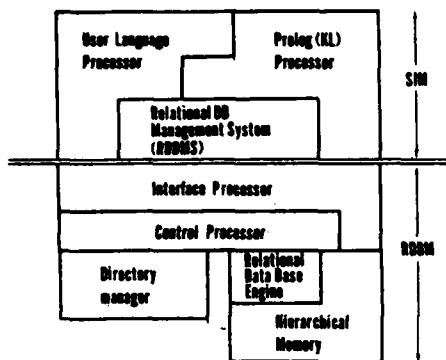 User Language
Processor
Prolog (KL)
Processor
Relational DB
Management System
(RDBMS)
SIM
Interface Processor
Control Processor
Directory
manager
Relational
Data Base
Engine
Hierarchical
Memory
RDBM